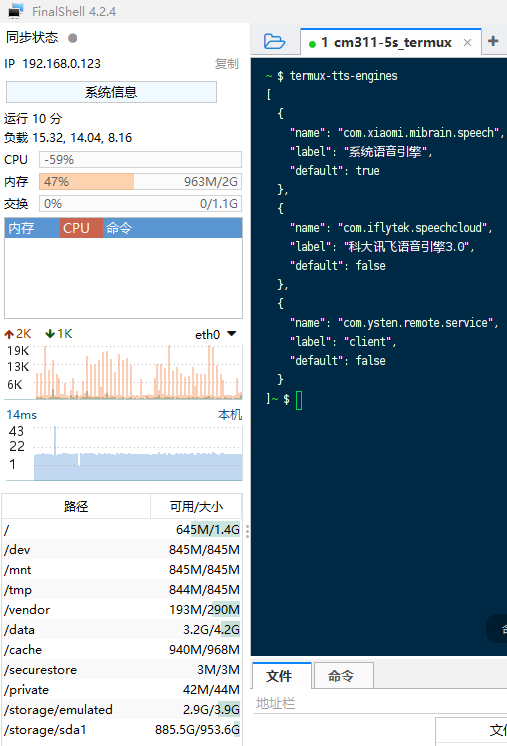 FinalShell 4.2.4
同步状态
IP 192.168.0.123 复制
系统信息
运行 10 分
负载 15.32, 14.04, 8.16
CPU -59%
内存 47% 963M/2G
交换 0% 0/1.1G
内存 CPU 命令
2K 1K eth0
19K
13K
6K
14ms 本机
43
22
1
路径 可用/大小
/ 645M/1.4G
/dev 845M/845M
/mnt 845M/845M
/tmp 844M/845M
/vendor 193M/290M
/data 3.2G/4.2G
/cache 940M/968M
/securestore 3M/3M
/private 42M/44M
/storage/emulated 2.9G/3.9G
/storage/sda1 885.5G/953.6G
1 cm311-5s_termux
~ $ termux-tts-engines
[
{
"name": "com.xiaomi.mibrain.speech",
"label": "系统语音引擎",
"default": true
},
{
"name": "com.iflytek.speechcloud",
"label": "科大讯飞语音引擎3.0",
"default": false
},
{
"name": "com.ysten.remote.service",
"label": "client",
"default": false
}
]~ $
文件 命令
地址栏